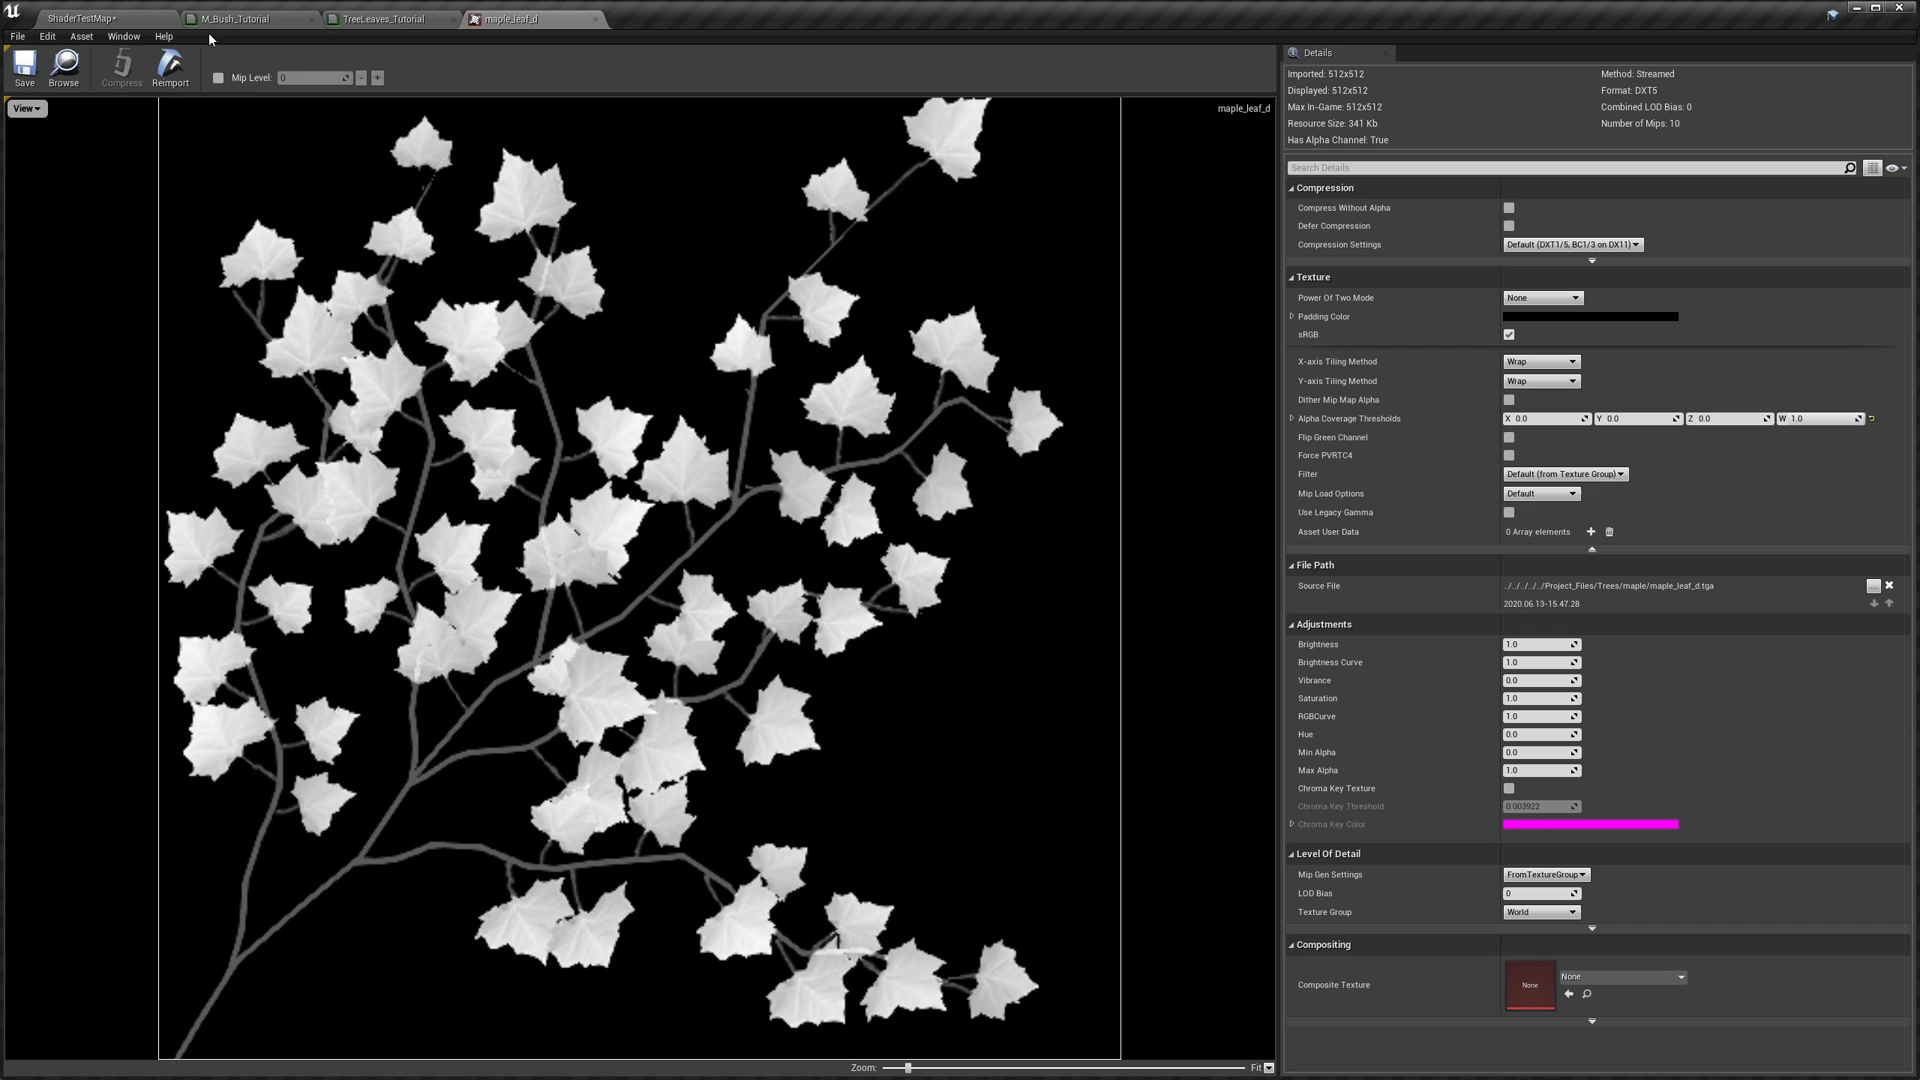 ShaderTestMap*
M_Bush_Tutorial
TreeLeaves_Tutorial
maple_leaf_d
File Edit Asset Window Help
Save Browse Compress Reimport
Mip Level: 0 - +
View
maple_leaf_d
Zoom: Fit
Details
Imported: 512x512 Method: Streamed
Displayed: 512x512 Format: DXT5
Max In-Game: 512x512 Combined LOD Bias: 0
Resource Size: 341 Kb Number of Mips: 10
Has Alpha Channel: True
Search Details
Compression
Compress Without Alpha
Defer Compression
Compression Settings Default (DXT1/5, BC1/3 on DX11)
Texture
Power Of Two Mode None
Padding Color
sRGB
X-axis Tiling Method Wrap
Y-axis Tiling Method Wrap
Dither Mip Map Alpha
Alpha Coverage Thresholds X 0.0 Y 0.0 Z 0.0 W 1.0
Flip Green Channel
Force PVRTC4
Filter Default (from Texture Group)
Mip Load Options Default
Use Legacy Gamma
Asset User Data 0 Array elements
File Path
Source File ../../../../../Project_Files/Trees/maple/maple_leaf_d.tga
2020.06.13-15.47.28
Adjustments
Brightness 1.0
Brightness Curve 1.0
Vibrance 0.0
Saturation 1.0
RGBCurve 1.0
Hue 0.0
Min Alpha 0.0
Max Alpha 1.0
Chroma Key Texture
Chroma Key Threshold 0.003922
Chroma Key Color
Level Of Detail
Mip Gen Settings FromTextureGroup
LOD Bias 0
Texture Group World
Compositing
Composite Texture None None